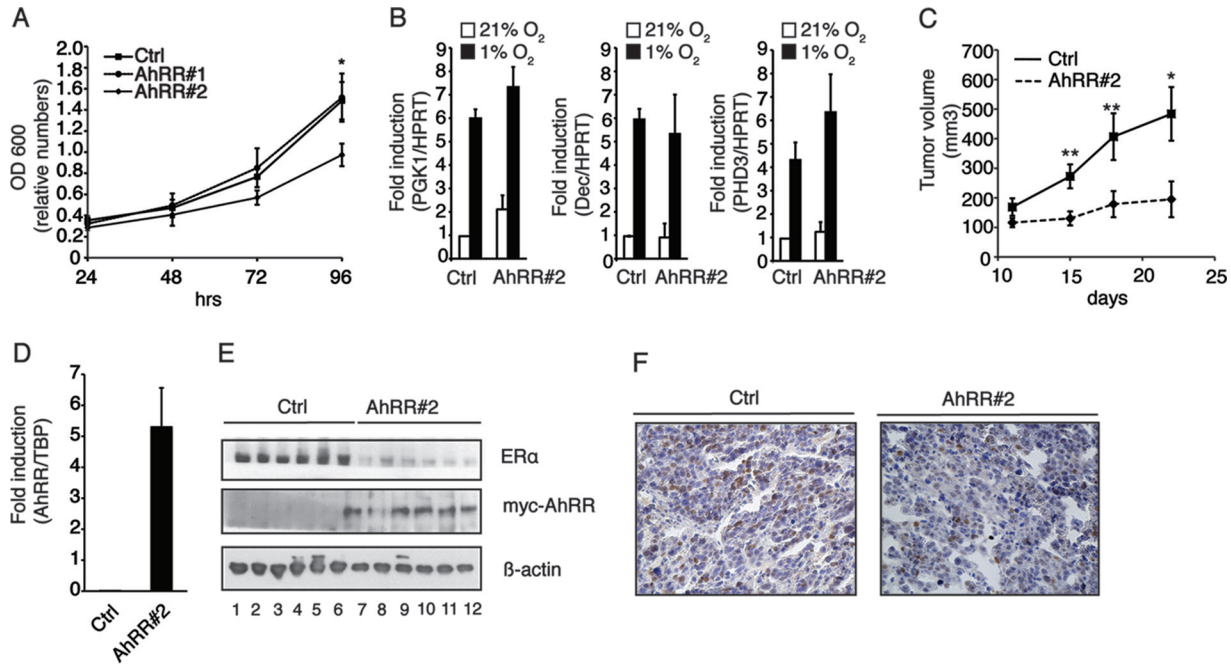 A
Ctrl
AhRR#1
AhRR#2
*
OD 600
(relative numbers)
2.0
1.8
1.6
1.4
1.2
1.0
0.8
0.6
0.4
0.2
0
24 48 72 96
hrs
B
21% O2
1% O2
Fold induction
(PGK1/HPRT)
9
8
7
6
5
4
3
2
1
0
Ctrl AhRR#2
21% O2
1% O2
Fold induction
(Dec/HPRT)
9
8
7
6
5
4
3
2
1
0
Ctrl AhRR#2
21% O2
1% O2
Fold induction
(PHD3/HPRT)
9
8
7
6
5
4
3
2
1
0
Ctrl AhRR#2
C
Ctrl
AhRR#2
** ** *
Tumor volume
(mm3)
700
600
500
400
300
200
100
0
10 15 20 25
days
D
Fold induction
(AhRR/TBP)
7
6
5
4
3
2
1
0
Ctrl
AhRR#2
E
Ctrl AhRR#2
ERα
myc-AhRR
ß-actin
1 2 3 4 5 6 7 8 9 10 11 12
F
Ctrl AhRR#2